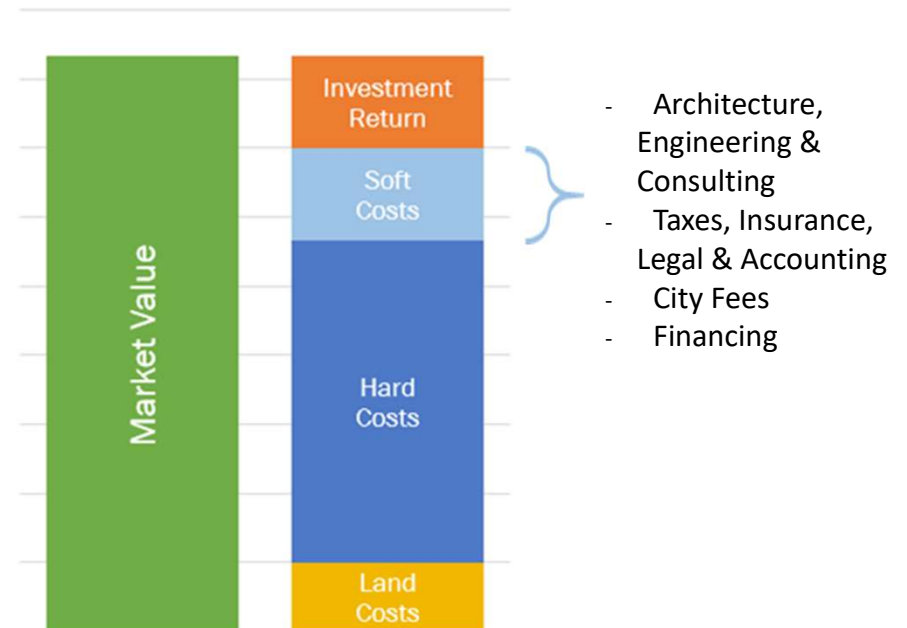 Market Value
Investment
Return
Soft
Costs
Hard
Costs
Land
Costs
- Architecture,
Engineering &
Consulting
- Taxes, Insurance,
Legal & Accounting
- City Fees
- Financing